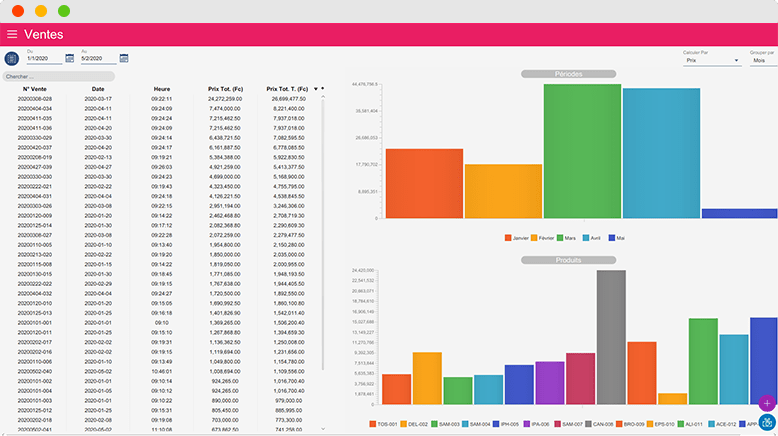 Ventes
Du Au
1/1/2020 5/2/2020
Calculer Par Grouper par
Prix Mois
Chercher ...
N° Vente Date Heure Prix Tot. (Fc) Prix Tot. T. (Fc)
20200308-028 2020-03-17 09:22:11 24,272,259.00 26,699,477.50
20200404-034 2020-04-11 09:24:09 7,474,000.00 8,221,400.00
20200411-035 2020-04-11 09:24:24 7,215,462.50 7,937,018.00
20200411-036 2020-04-20 09:24:09 7,215,462.50 7,937,018.00
20200330-029 2020-03-30 09:24:14 6,438,721.50 7,082,595.50
20200420-037 2020-04-20 09:24:17 6,161,887.50 6,778,085.50
20200208-019 2020-02-13 09:19:21 5,384,388.00 5,922,830.50
20200427-039 2020-04-27 09:26:03 4,921,259.00 5,413,377.50
20200330-030 2020-03-30 09:24:23 4,699,000.00 5,168,900.00
20200222-021 2020-02-22 09:19:43 4,323,450.00 4,755,795.00
20200404-031 2020-04-04 09:24:18 4,126,221.50 4,538,845.50
20200303-026 2020-03-08 09:22:15 2,951,194.00 3,246,306.00
20200120-009 2020-01-20 09:14:22 2,462,468.80 2,708,719.30
20200125-014 2020-01-30 09:17:12 2,082,368.80 2,290,609.30
20200308-027 2020-03-08 09:22:28 2,072,259.00 2,279,477.50
20200110-005 2020-01-10 09:13:40 1,954,800.00 2,150,280.00
20200213-020 2020-02-22 09:19:20 1,850,000.00 2,035,000.00
20200115-008 2020-01-15 09:14:22 1,819,050.00 2,000,955.00
20200130-015 2020-01-30 09:18:45 1,771,085.00 1,948,193.50
20200222-022 2020-02-29 09:19:15 1,767,638.00 1,944,405.50
20200404-032 2020-04-04 09:24:27 1,720,500.00 1,892,550.00
20200120-010 2020-01-20 09:15:05 1,690,992.50 1,860,100.80
20200125-013 2020-01-25 09:16:18 1,401,826.90 1,542,011.40
20200101-001 2020-01-01 09:10 1,369,265.00 1,506,200.40
20200120-011 2020-01-25 09:15:10 1,267,868.80 1,394,659.30
20200202-017 2020-02-02 09:19:31 1,136,362.50 1,250,000.00
20200202-016 2020-02-02 09:19:15 1,119,694.00 1,231,656.00
20200110-006 2020-01-10 09:13:49 1,049,800.00 1,154,780.00
20200502-040 2020-05-02 10:46:01 1,008,694.00 1,109,556.00
20200101-002 2020-01-01 09:10:14 924,265.00 1,016,700.40
20200101-004 2020-01-05 09:10:12 924,265.00 1,016,700.40
20200101-003 2020-01-01 09:10:22 890,000.00 979,000.00
20200125-012 2020-01-25 09:15:31 805,450.00 885,995.00
20200202-018 2020-02-08 09:19:08 703,000.00 773,300.00
20200502-041 2020-05-02 11:08:10 673,862.50 741,258.00
Périodes
44,476,756.5
35,581,404
26,686,053
17,790,702
8,895,351
0
Janvier Février Mars Avril Mai
Produits
24,420,000
22,541,532
20,663,071
18,784,610
16,906,149
15,027,688
13,149,227
11,270,766
9,392,305
7,513,844
5,635,383
3,756,922
1,878,461
0
TOS-001 DEL-002 SAM-003 SAM-004 IPH-005 IPA-006 SAM-007 CAN-008 BRO-009 EPS-010 ALI-011 ACE-012 APP-